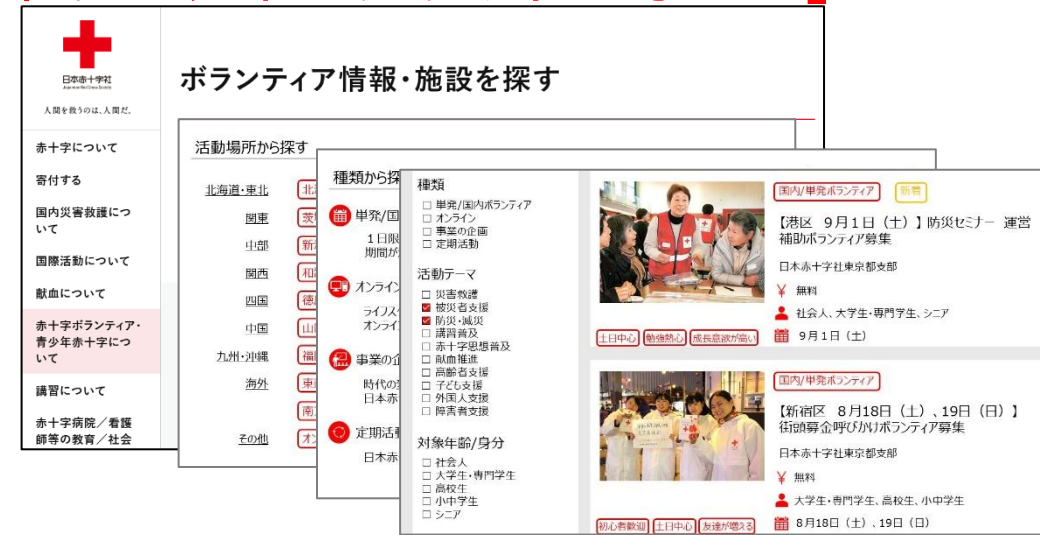 日本赤十字社
Japanese Red Cross Society
人間を救うのは、人間だ。
赤十字について
寄付する
国内災害救護につ
いて
国際活動について
献血について
赤十字ボランティア・
青少年赤十字につ
いて
講習について
赤十字病院／看護
師等の教育／社会
ボランティア情報・施設を探す
活動場所から探す
北海道・東北
関東
中部
関西
四国
中国
九州・沖縄
海外
その他
種類から探
単発/国
1日限
期間が
オンライン
ライフス
オンライ
事業の企
時代の
日本赤
定期活動
日本赤
種類
単発/国内ボランティア
オンライン
事業の企画
定期活動
活動テーマ
災害救護
被災者支援
防災・減災
講習普及
赤十字思想普及
献血推進
高齢者支援
子ども支援
外国人支援
障害者支援
対象年齢/身分
社会人
大学生・専門学生
高校生
小中学生
シニア
土日中心 勉強熱心 成長意欲が高い
国内/単発ボランティア 新着
【港区 9月1日（土）】防災セミナー 運営
補助ボランティア募集
日本赤十字社東京都支部
¥ 無料
社会人、大学生・専門学生、シニア
9月1日（土）
初心者歓迎 土日中心 友達が増える
国内/単発ボランティア
【新宿区 8月18日（土）、19日（日）】
街頭募金呼びかけボランティア募集
日本赤十字社東京都支部
¥ 無料
大学生・専門学生、高校生、小中学生
8月18日（土）、19日（日）